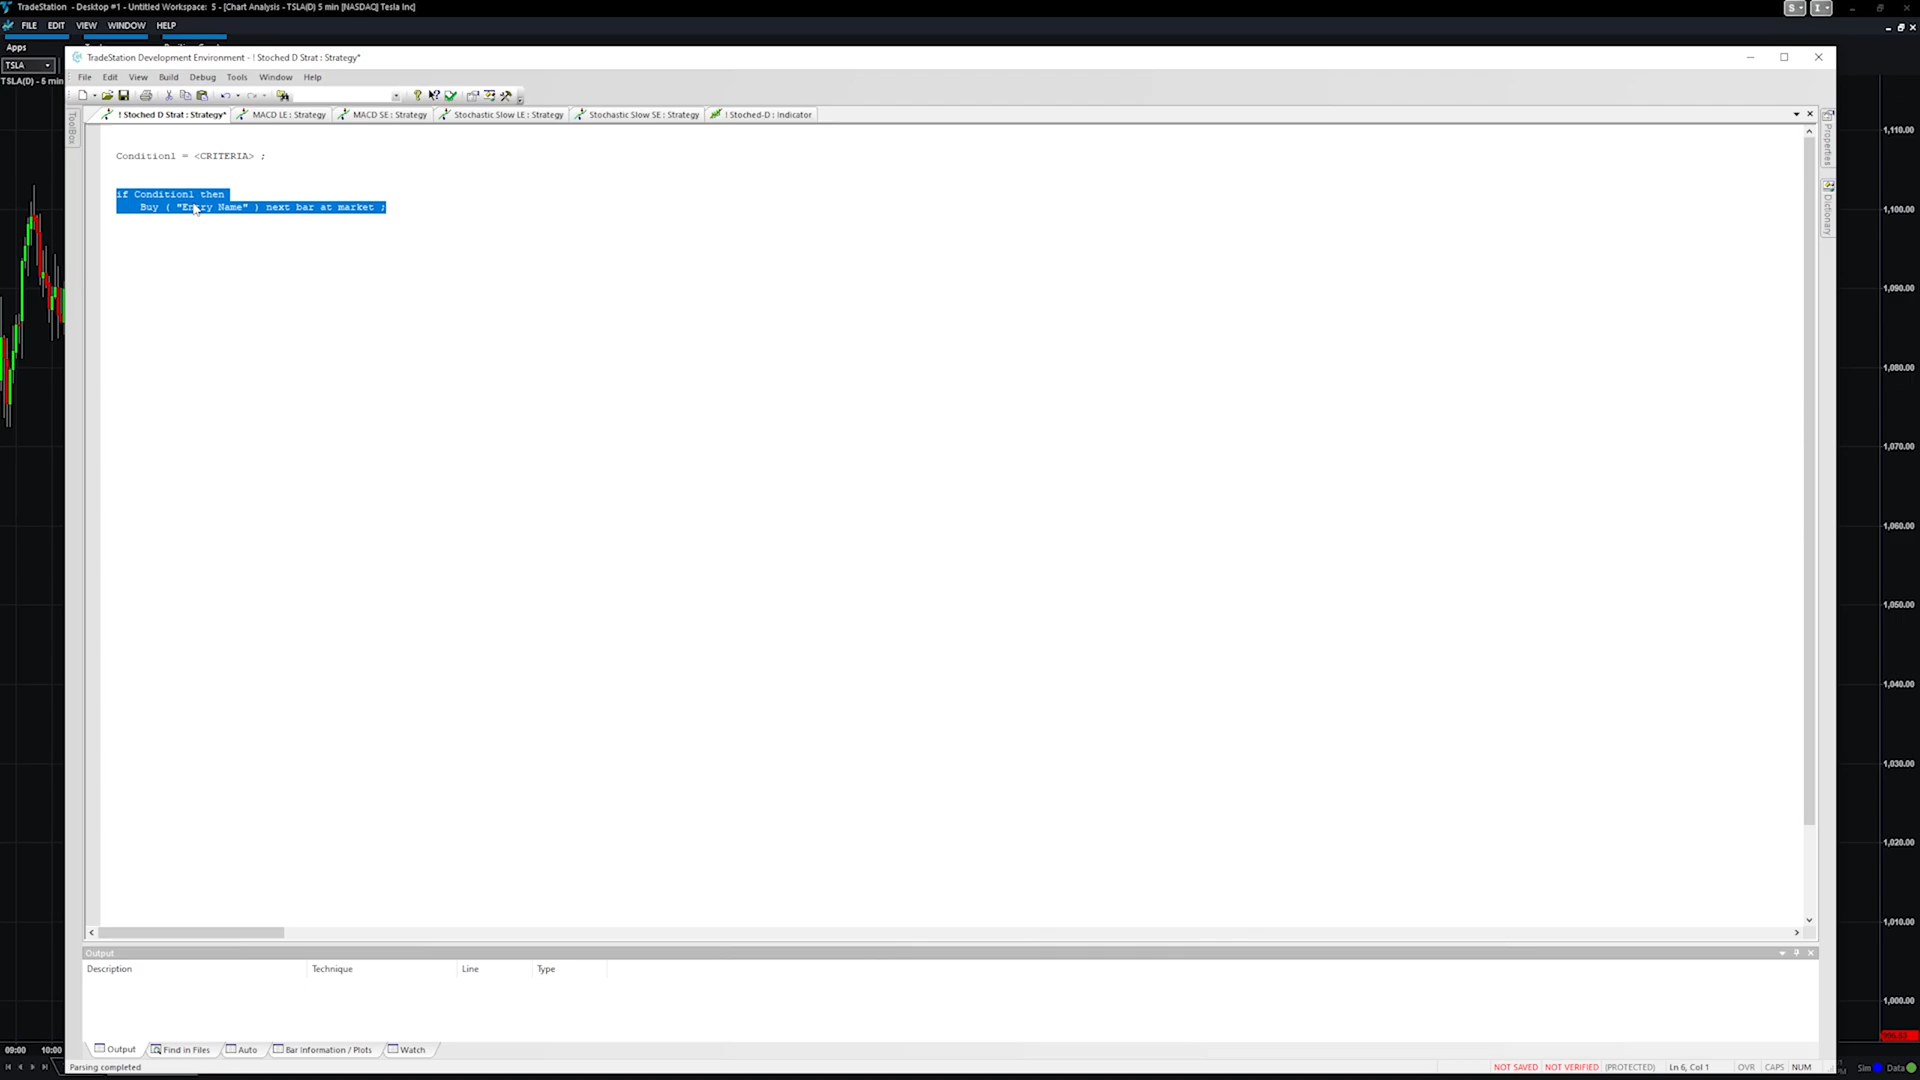 TradeStation - Desktop #1 - Untitled Workspace: 5 - [Chart Analysis - TSLA(D) 5 min [NASDAQ] Tesla Inc]
S
I
FILE EDIT VIEW WINDOW HELP
Apps
TSLA
TSLA(D) - 5 min
TradeStation Development Environment - ! Stoched D Strat : Strategy*
File Edit View Build Debug Tools Window Help
! Stoched D Strat : Strategy* MACD LE : Strategy MACD SE : Strategy Stochastic Slow LE : Strategy Stochastic Slow SE : Strategy ! Stoched-D : Indicator
ToolBox
Properties
Dictionary
Condition1 = <CRITERIA> ;
if Condition1 then
Buy ( "Entry Name" ) next bar at market ;
1,110.00
1,100.00
1,090.00
1,080.00
1,070.00
1,060.00
1,050.00
1,040.00
1,030.00
1,020.00
1,010.00
1,000.00
Output
Description Technique Line Type
Output Find in Files Auto Bar Information / Plots Watch
09:00 10:00
Parsing completed
NOT SAVED NOT VERIFIED (PROTECTED) Ln 6, Col 1 OVR CAPS NUM
Sim Data